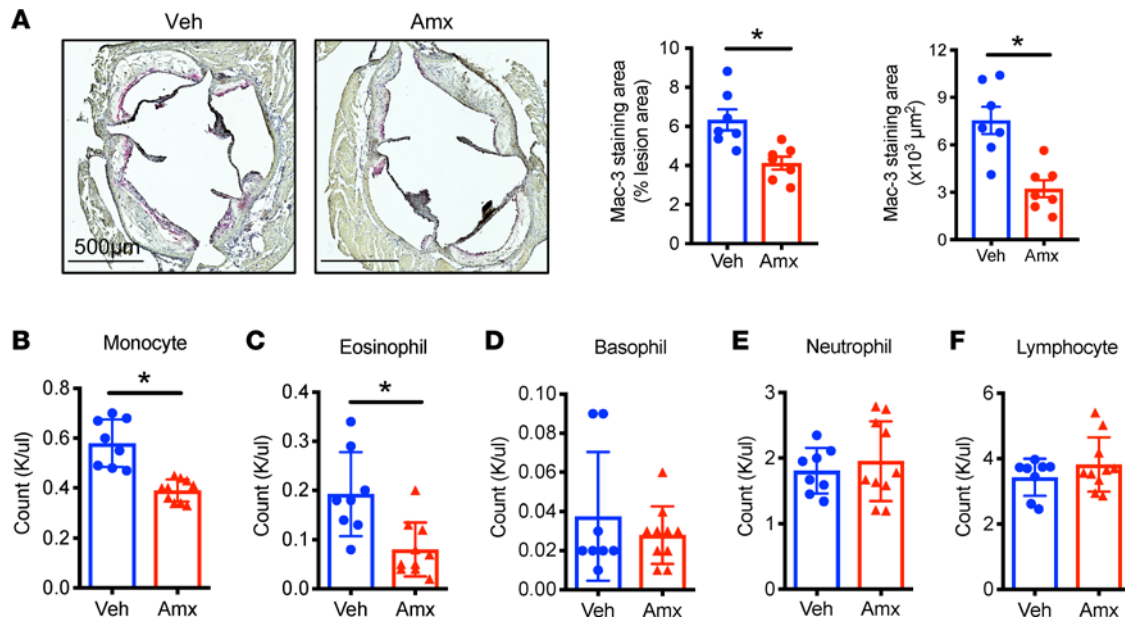 A
Veh
Amx
500μm
Mac-3 staining area
(% lesion area)
10
8
6
4
2
0
*
Veh
Amx
Mac-3 staining area
(x10³ μm²)
12
9
6
3
0
*
Veh
Amx
B
Monocyte
Count (K/ul)
0.8
0.6
0.4
0.2
0.0
*
Veh
Amx
C
Eosinophil
Count (K/ul)
0.4
0.3
0.2
0.1
0.0
*
Veh
Amx
D
Basophil
Count (K/ul)
0.10
0.08
0.06
0.04
0.02
0.00
Veh
Amx
E
Neutrophil
Count (K/ul)
3
2
1
0
Veh
Amx
F
Lymphocyte
Count (K/ul)
6
4
2
0
Veh
Amx